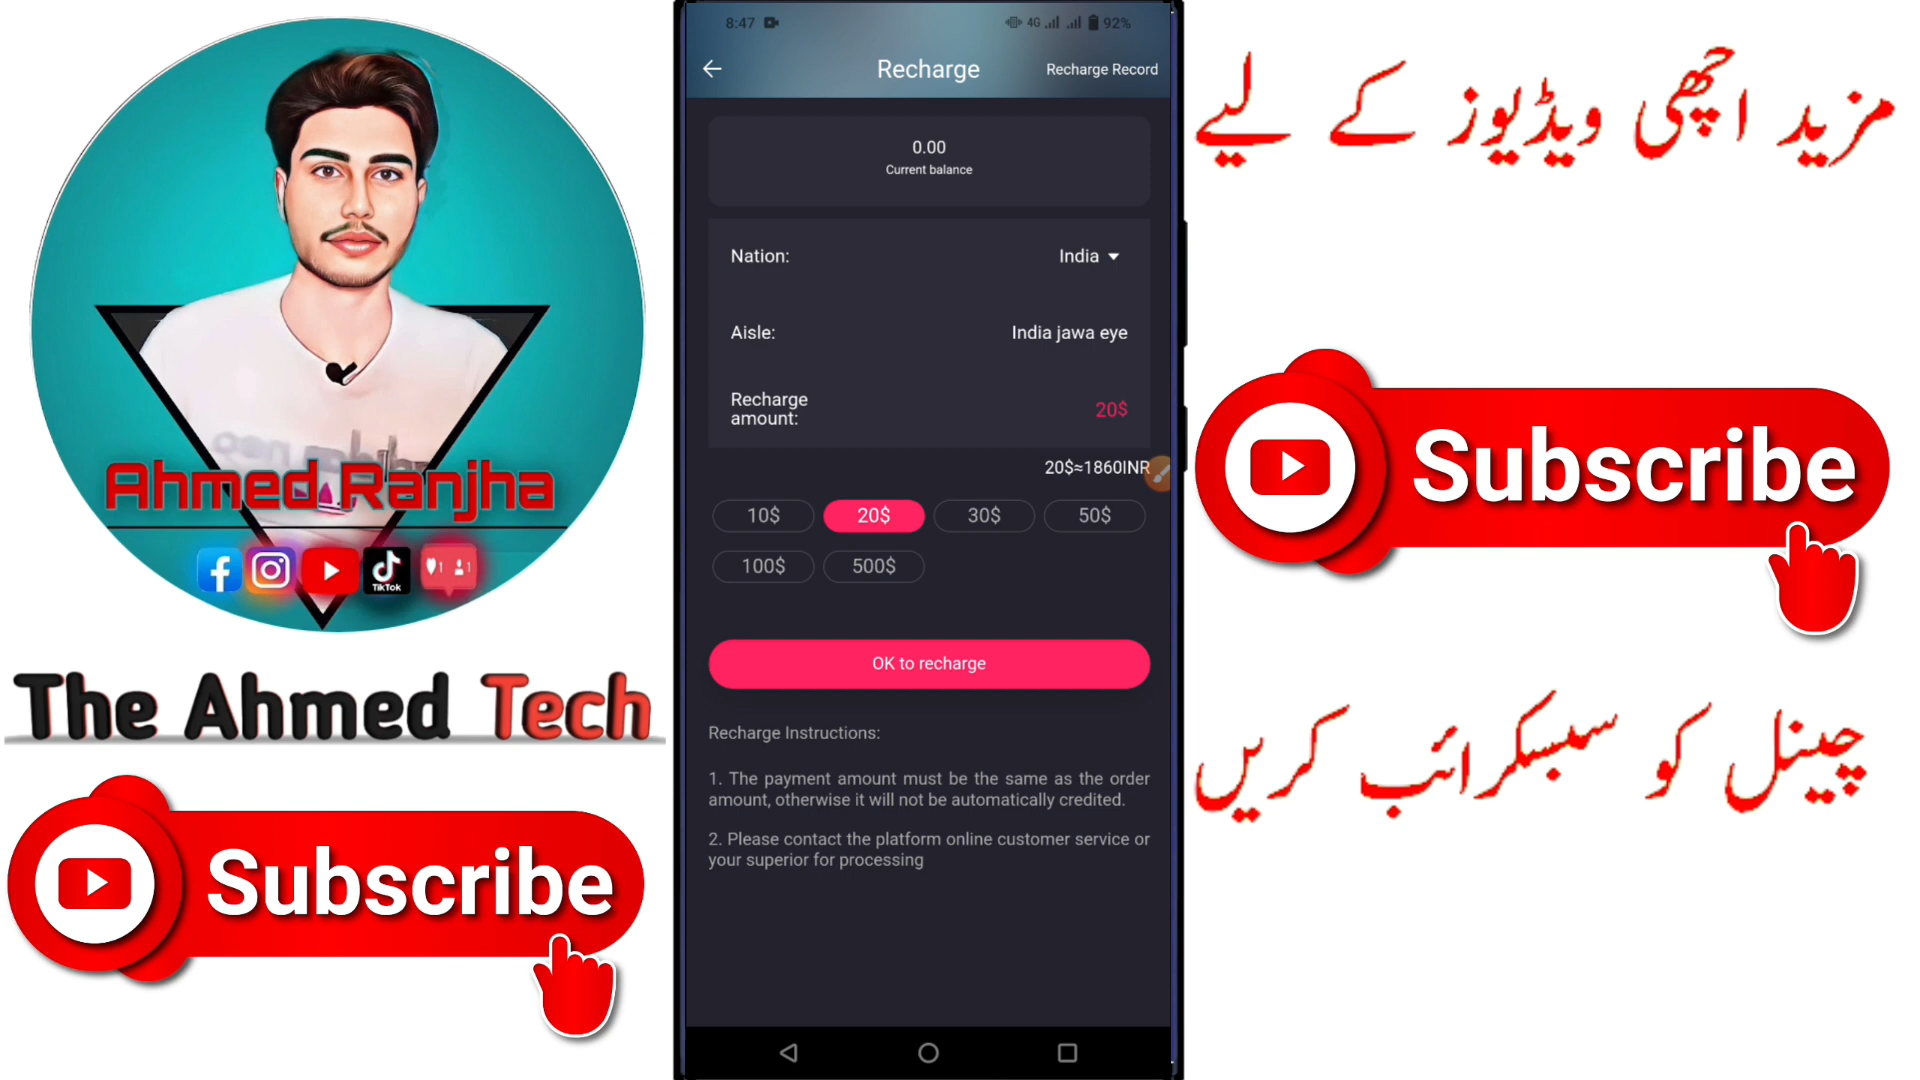 Ahmed Ranjha
TikTok
1 1
The Ahmed Tech
Subscribe
8:47 4G 92%
Recharge
Recharge Record
0.00
Current balance
Nation: India
Aisle: India jawa eye
Recharge amount: 20$
20$≈1860INR
10$ 20$ 30$ 50$
100$ 500$
OK to recharge
Recharge Instructions:
1. The payment amount must be the same as the order
amount, otherwise it will not be automatically credited.
2. Please contact the platform online customer service or
your superior for processing
مزید اچھی ویڈیوز کے لیے
Subscribe
چینل کو سبسکرائب کریں